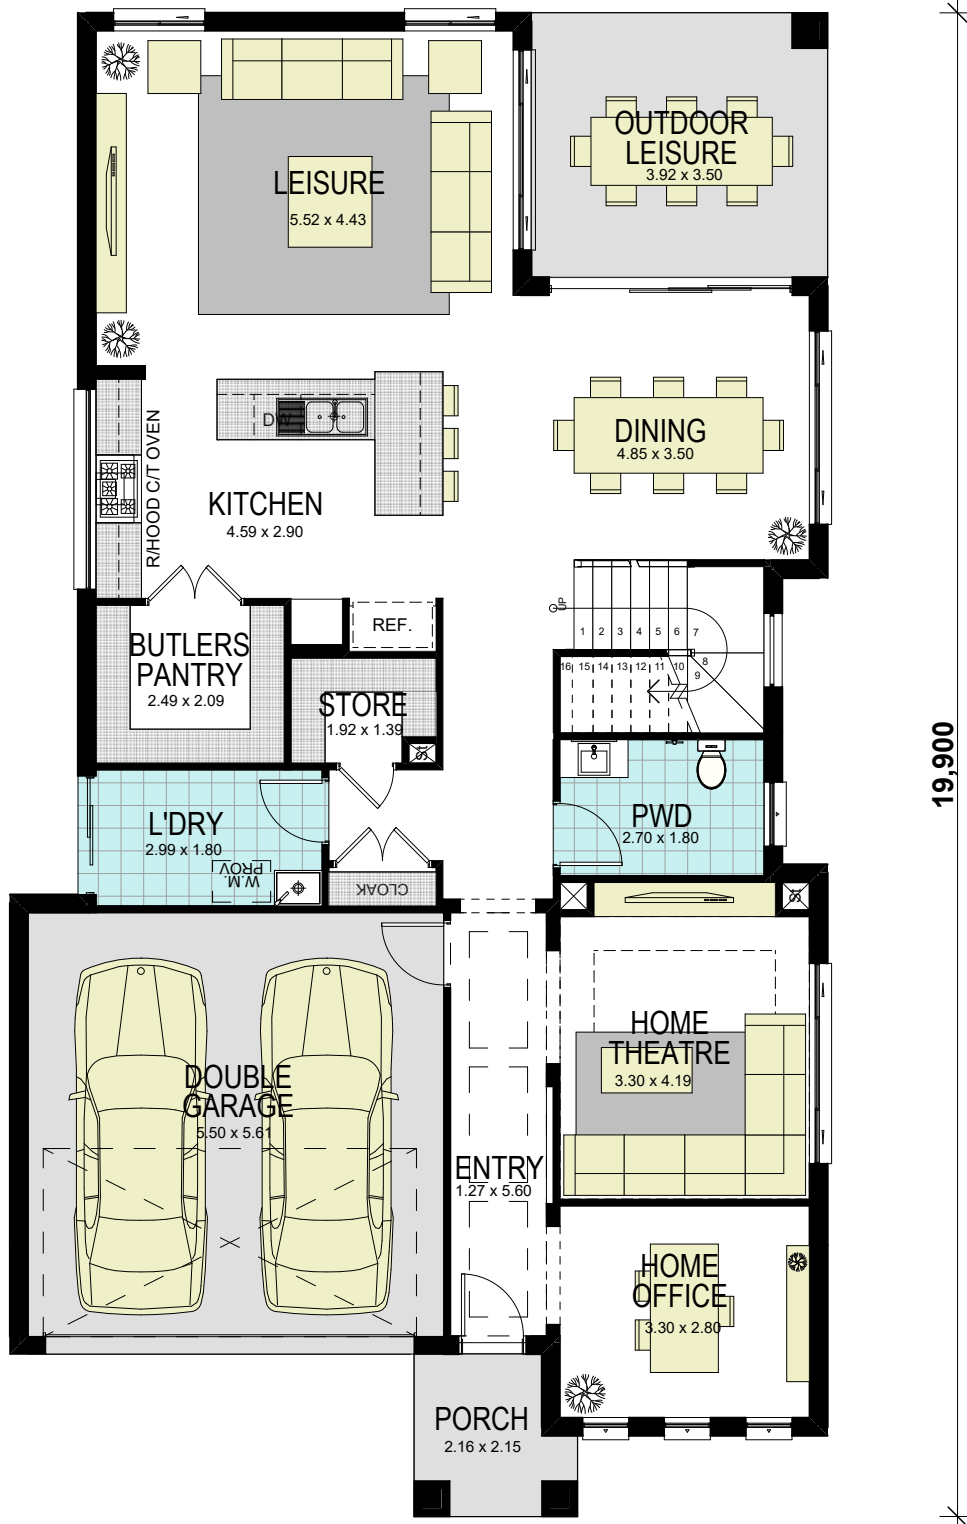 OUTDOOR
LEISURE
3.92 x 3.50
LEISURE
5.52 x 4.43
DW
R/HOOD C/T OVEN
DINING
4.85 x 3.50
KITCHEN
4.59 x 2.90
UP
1 2 3 4 5 6 7
8
9
16 15 14 13 12 11 10
REF.
BUTLERS
PANTRY
2.49 x 2.09
STORE
1.92 x 1.39
St
19,900
L'DRY
2.99 x 1.80
W.M.
PROV
PWD
2.70 x 1.80
CLOAK
St
HOME
THEATRE
3.30 x 4.19
DOUBLE
GARAGE
5.50 x 5.61
ENTRY
1.27 x 5.60
HOME
OFFICE
3.30 x 2.80
PORCH
2.16 x 2.15